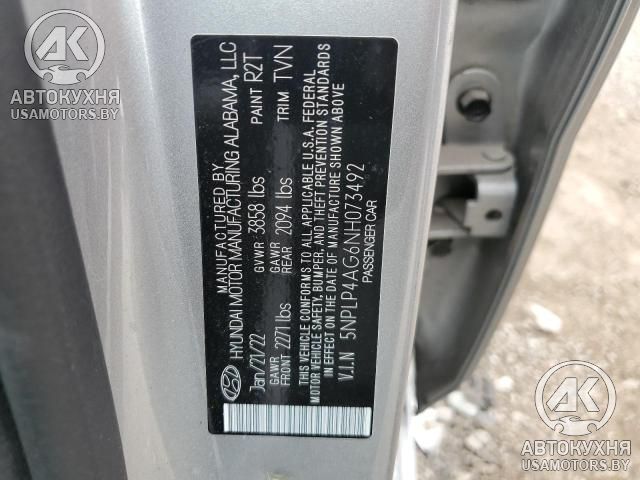 MANUFACTURED BY
HYUNDAI MOTOR MANUFACTURING ALABAMA, LLC
Jan/21/22 GVWR 3858 lbs PAINT R2T
GAWR FRONT 2271 lbs GAWR REAR 2094 lbs TRIM TVN
THIS VEHICLE CONFORMS TO ALL APPLICABLE U.S.A. FEDERAL
MOTOR VEHICLE SAFETY, BUMPER, AND THEFT PREVENTION STANDARDS
IN EFFECT ON THE DATE OF MANUFACTURE SHOWN ABOVE
V.I.N 5NPLP4AG6NH073492
PASSENGER CAR
АК
АВТОКУХНЯ
USAMOTORS.BY
АК
АВТОКУХНЯ
USAMOTORS.BY